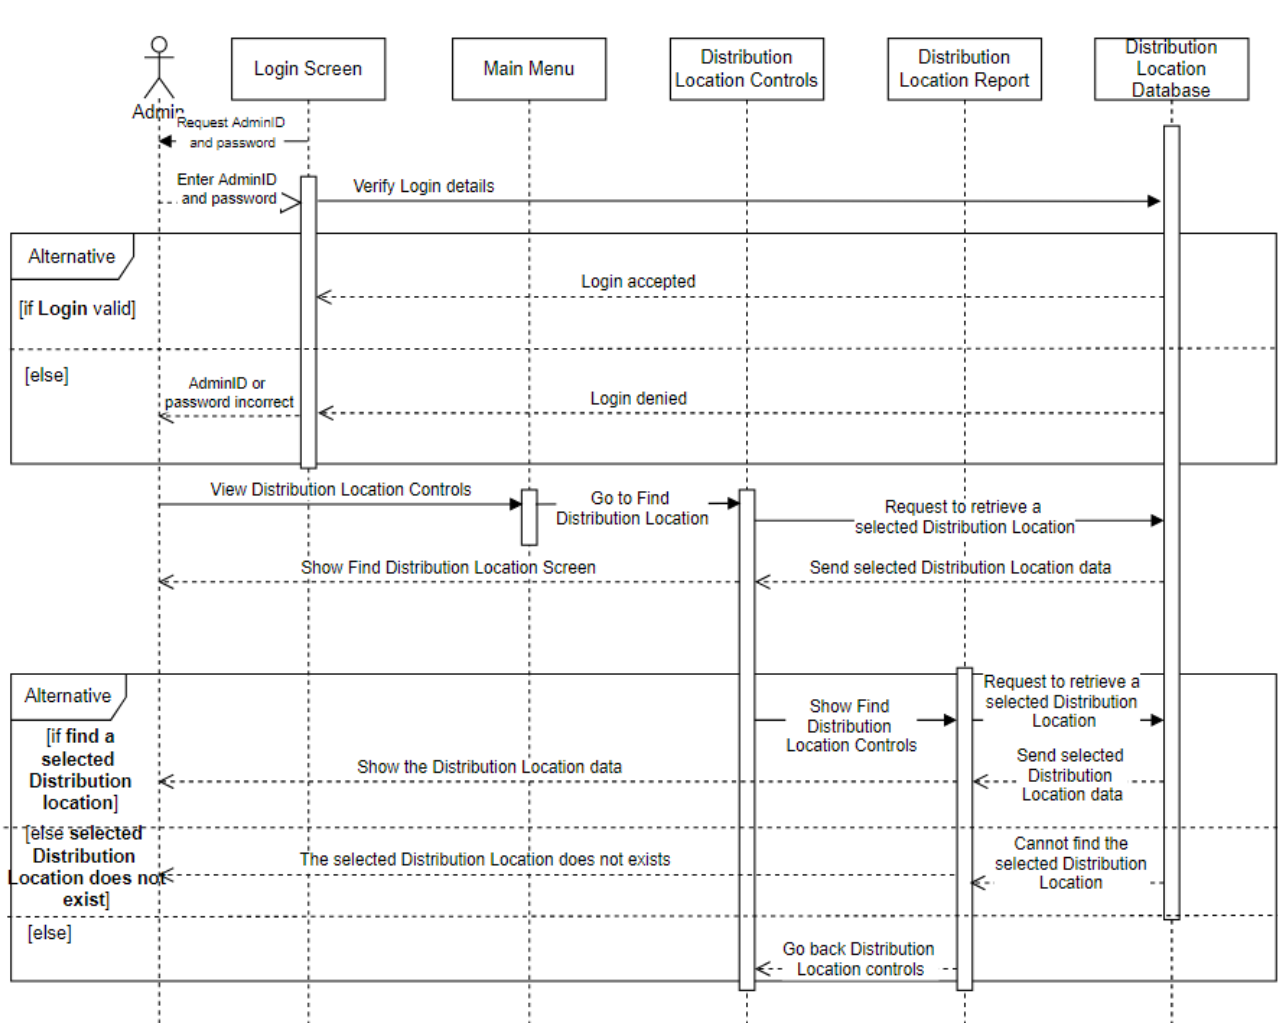 Admin
Login Screen
Main Menu
Distribution
Location Controls
Distribution
Location Report
Distribution
Location
Database
Request AdminID
and password
Enter AdminID
and password
Verify Login details
Alternative
[if Login valid]
Login accepted
[else]
AdminID or
password incorrect
Login denied
View Distribution Location Controls
Go to Find
Distribution Location
Request to retrieve a
selected Distribution Location
Show Find Distribution Location Screen
Send selected Distribution Location data
Alternative
[if find a
selected
Distribution
location]
Show Find
Distribution
Location Controls
Request to retrieve a
selected Distribution
Location
Show the Distribution Location data
Send selected
Distribution
Location data
[else selected
Distribution
Location does not
exist]
The selected Distribution Location does not exists
Cannot find the
selected Distribution
Location
[else]
Go back Distribution
Location controls